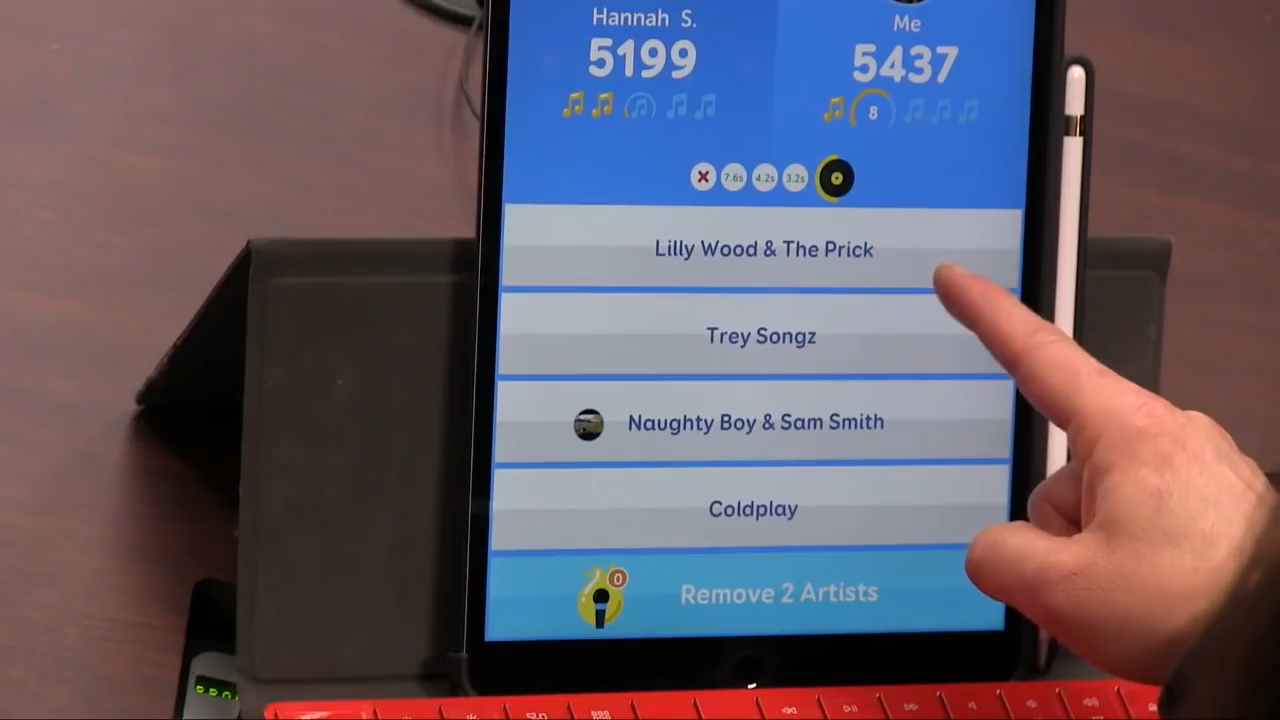 Hannah S.
Me
5199
5437
8
7.6s 4.2s 3.2s
Lilly Wood & The Prick
Trey Songz
Naughty Boy & Sam Smith
Coldplay
0
Remove 2 Artists